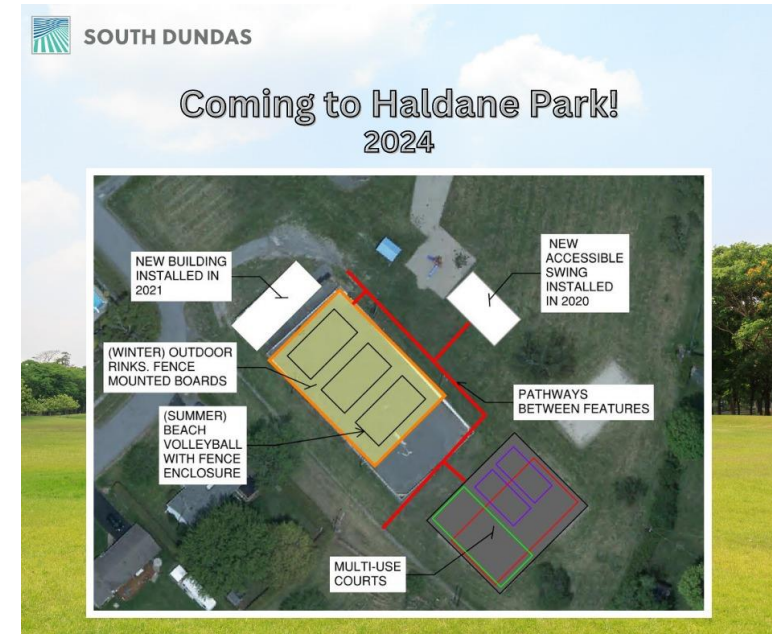 SOUTH DUNDAS
Coming to Haldane Park!
2024
NEW BUILDING
INSTALLED IN
2021
NEW
ACCESSIBLE
SWING
INSTALLED
IN 2020
(WINTER) OUTDOOR
RINKS. FENCE
MOUNTED BOARDS
PATHWAYS
BETWEEN FEATURES
(SUMMER)
BEACH
VOLLEYBALL
WITH FENCE
ENCLOSURE
MULTI-USE
COURTS